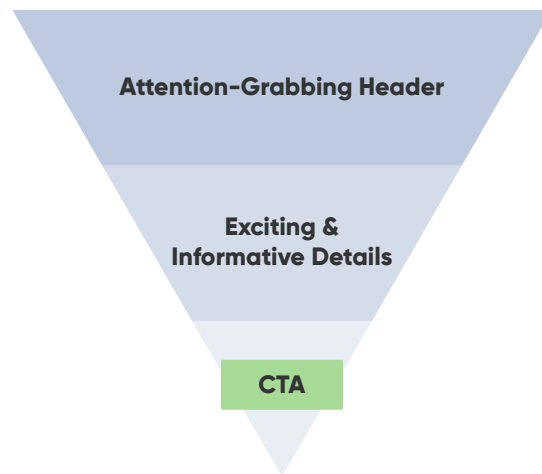 Attention-Grabbing Header
Exciting &
Informative Details
CTA